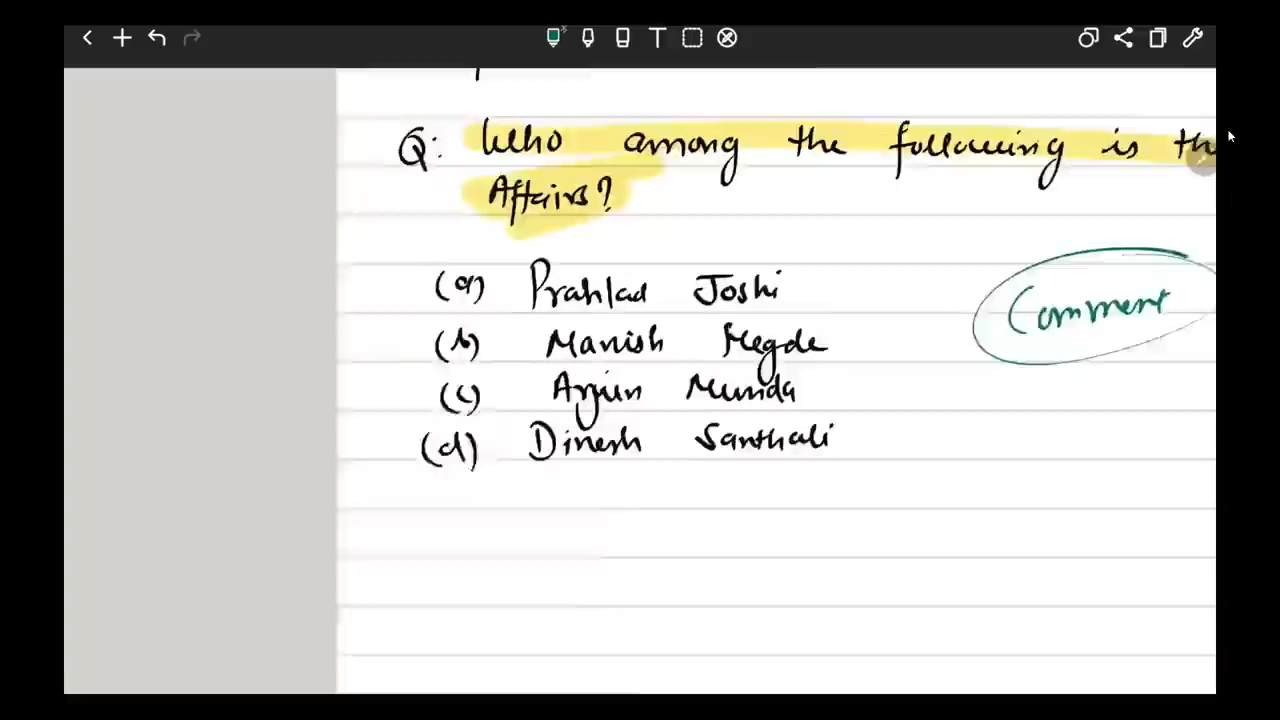 Q: Who among the following is th
Affairs?
(a) Prahlad Joshi
Comment
(b) Manish Hegde
(c) Arjun Munda
(d) Dinesh Santhali